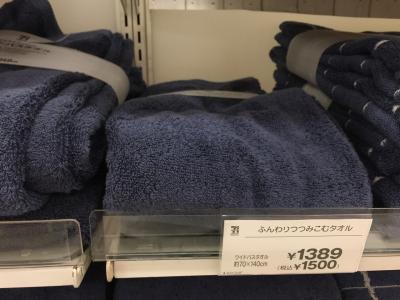 ふんわりつつみこむタオル
ワイドバスタオル
約70×140cm
¥1389
(税込¥1500)